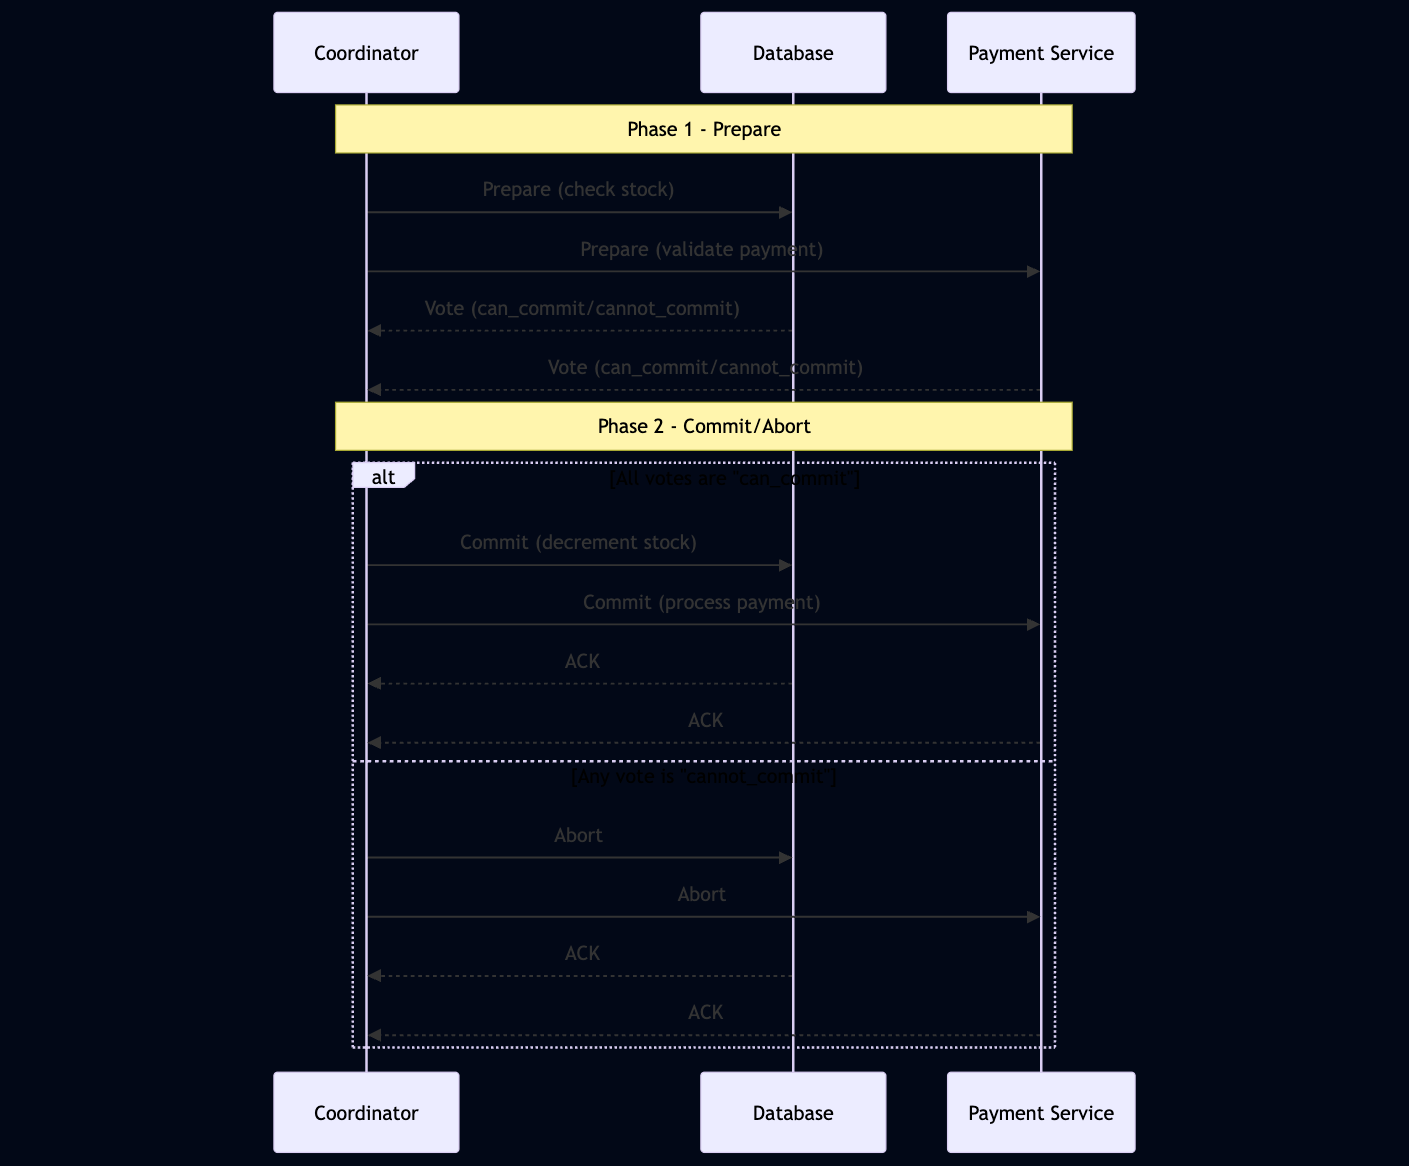 Coordinator
Database
Payment Service
Phase 1 - Prepare
Prepare (check stock)
Prepare (validate payment)
Vote (can_commit/cannot_commit)
Vote (can_commit/cannot_commit)
Phase 2 - Commit/Abort
alt
[All votes are "can_commit"]
Commit (decrement stock)
Commit (process payment)
ACK
ACK
[Any vote is "cannot_commit"]
Abort
Abort
ACK
ACK
Coordinator
Database
Payment Service